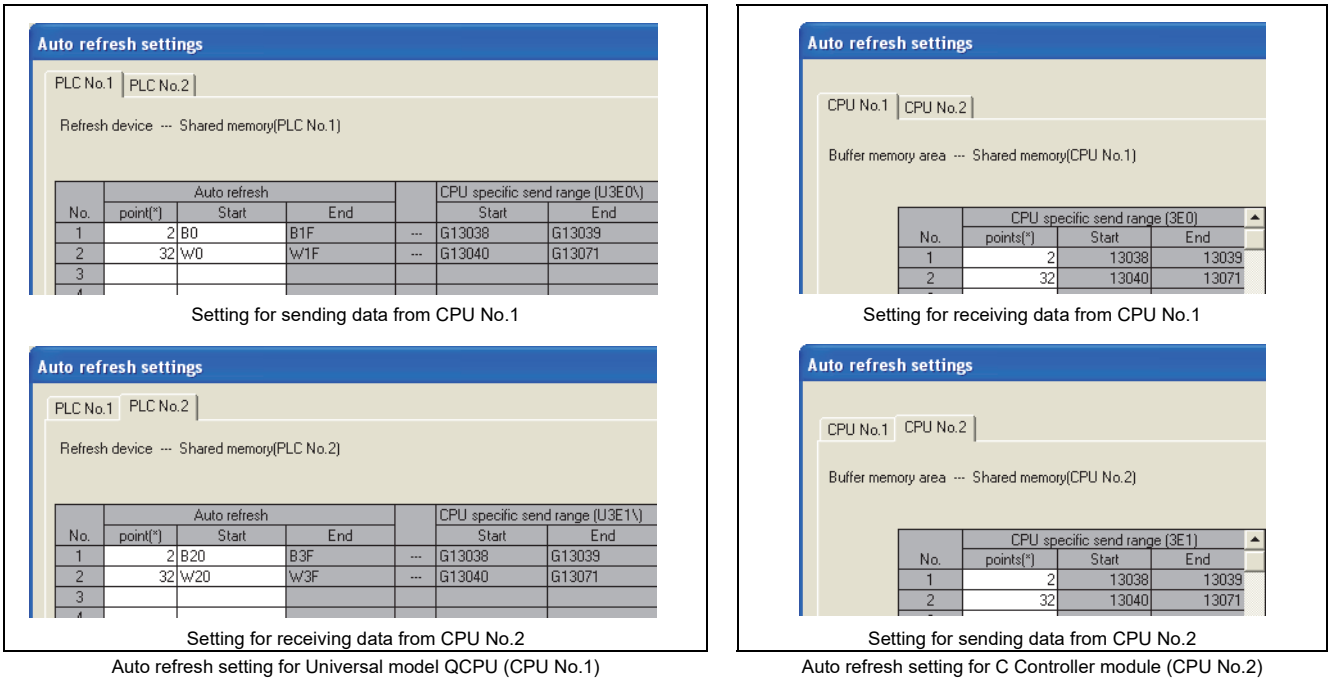 Auto refresh settings
PLC No.1 PLC No.2
Refresh device --- Shared memory(PLC No.1)
Auto refresh CPU specific send range (U3E0\)
No. point(*) Start End --- Start End
1 2 B0 B1F --- G13038 G13039
2 32 W0 W1F --- G13040 G13071
3
Setting for sending data from CPU No.1
Auto refresh settings
PLC No.1 PLC No.2
Refresh device --- Shared memory(PLC No.2)
Auto refresh CPU specific send range (U3E1\)
No. point(*) Start End Start End
1 2 B20 B3F --- G13038 G13039
2 32 W20 W3F --- G13040 G13071
3
Setting for receiving data from CPU No.2
Auto refresh setting for Universal model QCPU (CPU No.1)
Auto refresh settings
CPU No.1 CPU No.2
Buffer memory area --- Shared memory(CPU No.1)
CPU specific send range (3E0)
No. points(*) Start End
1 2 13038 13039
2 32 13040 13071
Setting for receiving data from CPU No.1
Auto refresh settings
CPU No.1 CPU No.2
Buffer memory area --- Shared memory(CPU No.2)
CPU specific send range (3E1)
No. points(*) Start End
1 2 13038 13039
2 32 13040 13071
Setting for sending data from CPU No.2
Auto refresh setting for C Controller module (CPU No.2)